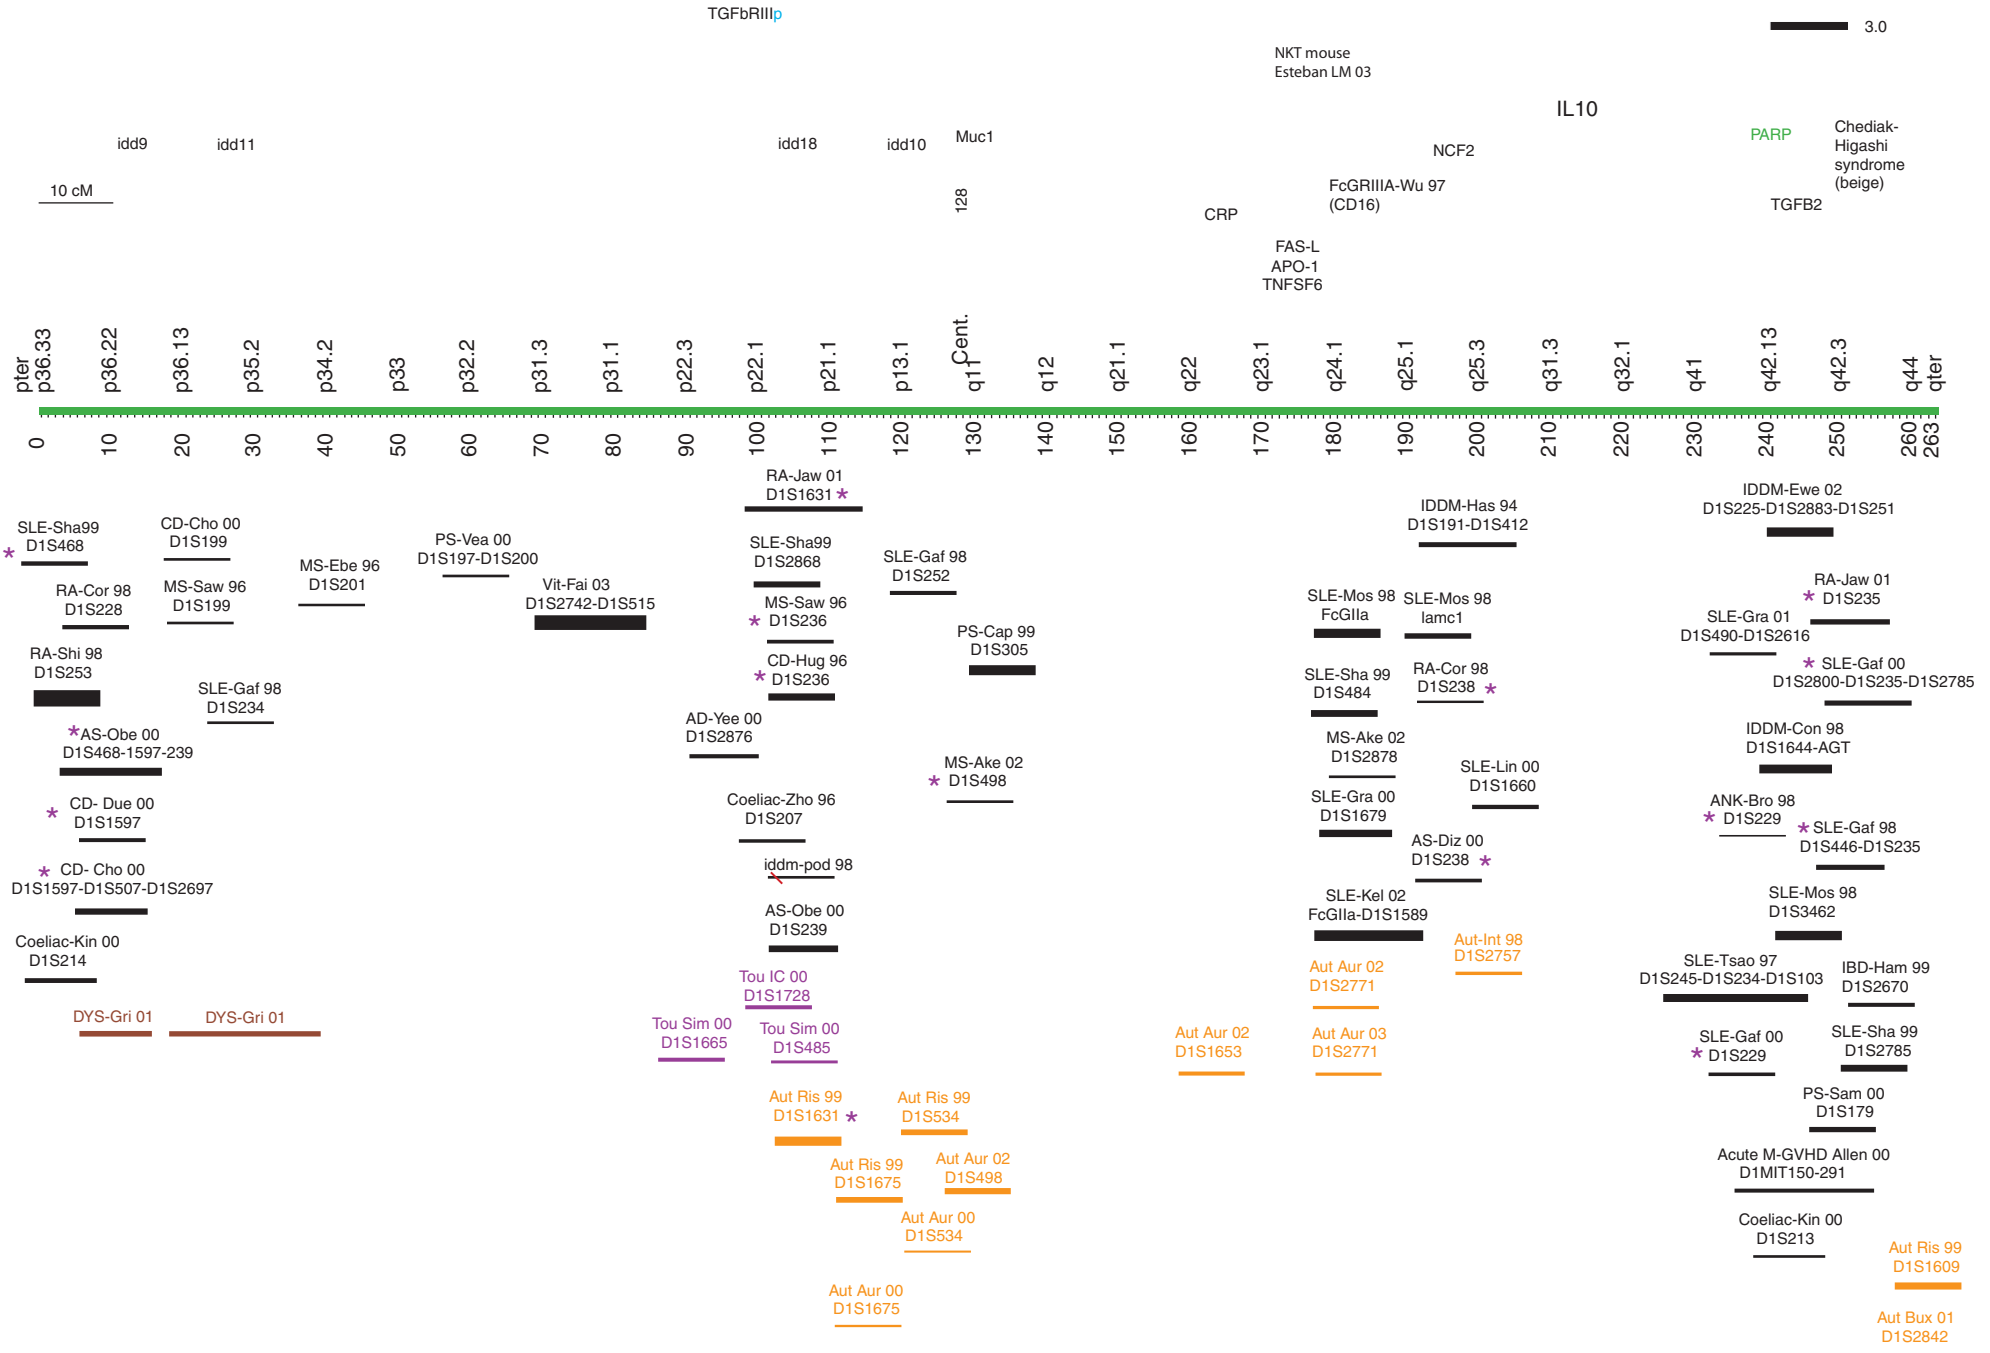 TGFbRIIIp
3.0
NKT mouse
Esteban LM 03
IL10
idd9
idd11
idd18
idd10
Muc1
NCF2
PARP
Chediak-
Higashi
syndrome
(beige)
10 cM
128
CRP
FcGRIIIA-Wu 97
(CD16)
TGFB2
FAS-L
APO-1
TNFSF6
pter
p36.33
p36.22
p36.13
p35.2
p34.2
p33
p32.2
p31.3
p31.1
p22.3
p22.1
p21.1
p13.1
Cent.
q11
q12
q21.1
q22
q23.1
q24.1
q25.1
q25.3
q31.3
q32.1
q41
q42.13
q42.3
q44
qter
0
10
20
30
40
50
60
70
80
90
100
110
120
130
140
150
160
170
180
190
200
210
220
230
240
250
260
263
SLE-Sha99
* D1S468
RA-Cor 98
D1S228
RA-Shi 98
D1S253
*AS-Obe 00
D1S468-1597-239
* CD- Due 00
D1S1597
* CD- Cho 00
D1S1597-D1S507-D1S2697
Coeliac-Kin 00
D1S214
DYS-Gri 01
CD-Cho 00
D1S199
MS-Saw 96
D1S199
SLE-Gaf 98
D1S234
DYS-Gri 01
MS-Ebe 96
D1S201
PS-Vea 00
D1S197-D1S200
Vit-Fai 03
D1S2742-D1S515
RA-Jaw 01
D1S1631 *
SLE-Sha99
D1S2868
MS-Saw 96
* D1S236
CD-Hug 96
* D1S236
AD-Yee 00
D1S2876
Coeliac-Zho 96
D1S207
iddm-pod 98
AS-Obe 00
D1S239
Tou IC 00
D1S1728
Tou Sim 00
D1S1665
Tou Sim 00
D1S485
Aut Ris 99
D1S1631 *
Aut Ris 99
D1S1675
Aut Aur 00
D1S1675
SLE-Gaf 98
D1S252
PS-Cap 99
D1S305
MS-Ake 02
* D1S498
Aut Ris 99
D1S534
Aut Aur 02
D1S498
Aut Aur 00
D1S534
Aut Aur 02
D1S1653
SLE-Mos 98
FcGIIa
SLE-Sha 99
D1S484
MS-Ake 02
D1S2878
SLE-Gra 00
D1S1679
SLE-Kel 02
FcGIIa-D1S1589
Aut Aur 02
D1S2771
Aut Aur 03
D1S2771
IDDM-Has 94
D1S191-D1S412
SLE-Mos 98
lamc1
RA-Cor 98
D1S238 *
SLE-Lin 00
D1S1660
AS-Diz 00
D1S238 *
Aut-Int 98
D1S2757
IDDM-Ewe 02
D1S225-D1S2883-D1S251
RA-Jaw 01
* D1S235
SLE-Gra 01
D1S490-D1S2616
* SLE-Gaf 00
D1S2800-D1S235-D1S2785
IDDM-Con 98
D1S1644-AGT
ANK-Bro 98
* D1S229
* SLE-Gaf 98
D1S446-D1S235
SLE-Mos 98
D1S3462
SLE-Tsao 97
D1S245-D1S234-D1S103
IBD-Ham 99
D1S2670
SLE-Gaf 00
* D1S229
SLE-Sha 99
D1S2785
PS-Sam 00
D1S179
Acute M-GVHD Allen 00
D1MIT150-291
Coeliac-Kin 00
D1S213
Aut Ris 99
D1S1609
Aut Bux 01
D1S2842